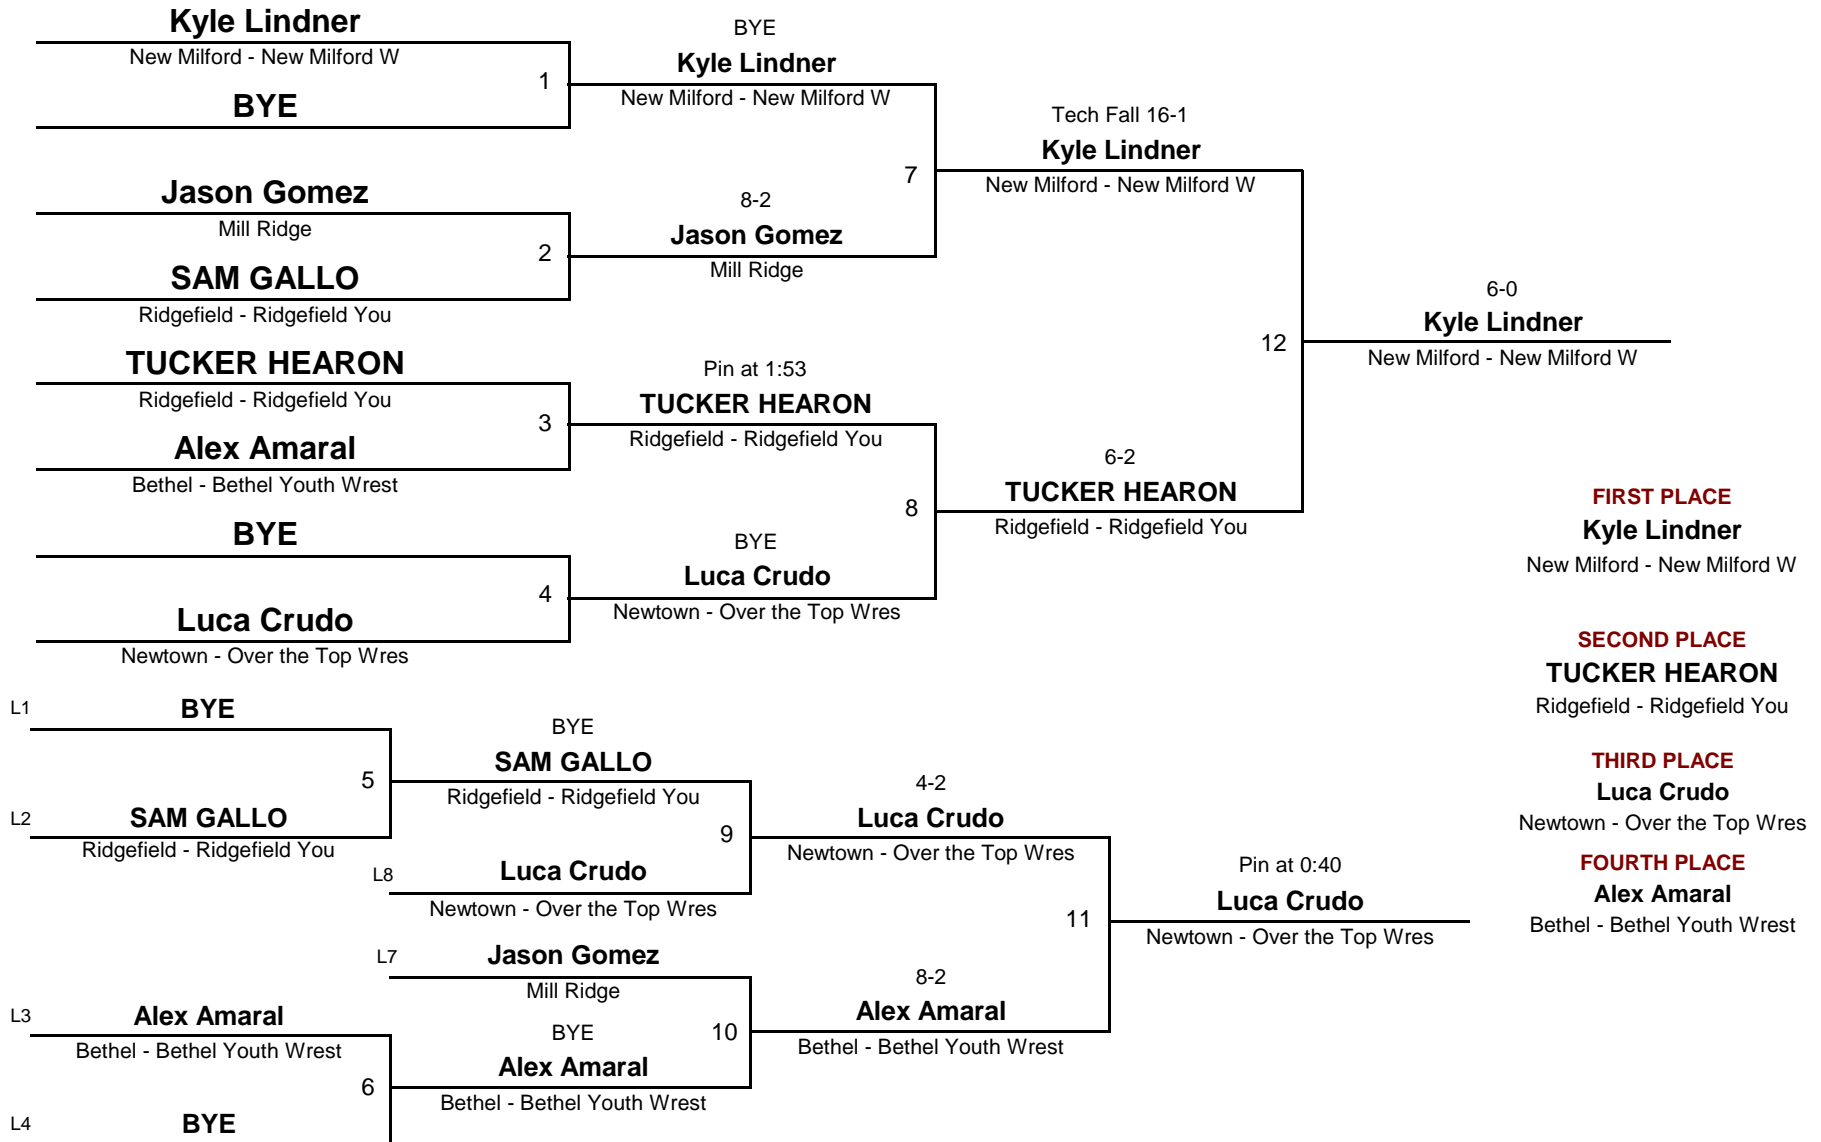 Kyle Lindner
New Milford - New Milford W
1
BYE
BYE
Kyle Lindner
New Milford - New Milford W
Jason Gomez
Mill Ridge
2
SAM GALLO
Ridgefield - Ridgefield You
8-2
Jason Gomez
Mill Ridge
7
Tech Fall 16-1
Kyle Lindner
New Milford - New Milford W
TUCKER HEARON
Ridgefield - Ridgefield You
3
Alex Amaral
Bethel - Bethel Youth Wrest
Pin at 1:53
TUCKER HEARON
Ridgefield - Ridgefield You
BYE
4
Luca Crudo
Newtown - Over the Top Wres
BYE
Luca Crudo
Newtown - Over the Top Wres
8
6-2
TUCKER HEARON
Ridgefield - Ridgefield You
12
6-0
Kyle Lindner
New Milford - New Milford W
FIRST PLACE
Kyle Lindner
New Milford - New Milford W
SECOND PLACE
TUCKER HEARON
Ridgefield - Ridgefield You
THIRD PLACE
Luca Crudo
Newtown - Over the Top Wres
FOURTH PLACE
Alex Amaral
Bethel - Bethel Youth Wrest
L1
BYE
5
L2
SAM GALLO
Ridgefield - Ridgefield You
BYE
SAM GALLO
Ridgefield - Ridgefield You
9
L8
Luca Crudo
Newtown - Over the Top Wres
4-2
Luca Crudo
Newtown - Over the Top Wres
L7
Jason Gomez
Mill Ridge
10
L3
Alex Amaral
Bethel - Bethel Youth Wrest
6
L4
BYE
BYE
Alex Amaral
Bethel - Bethel Youth Wrest
8-2
Alex Amaral
Bethel - Bethel Youth Wrest
11
Pin at 0:40
Luca Crudo
Newtown - Over the Top Wres